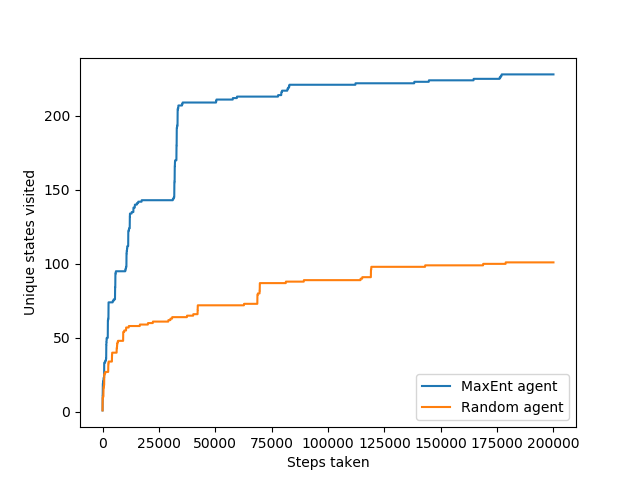 200
150
100
50
0
Unique states visited
0 25000 50000 75000 100000 125000 150000 175000 200000
Steps taken
MaxEnt agent
Random agent